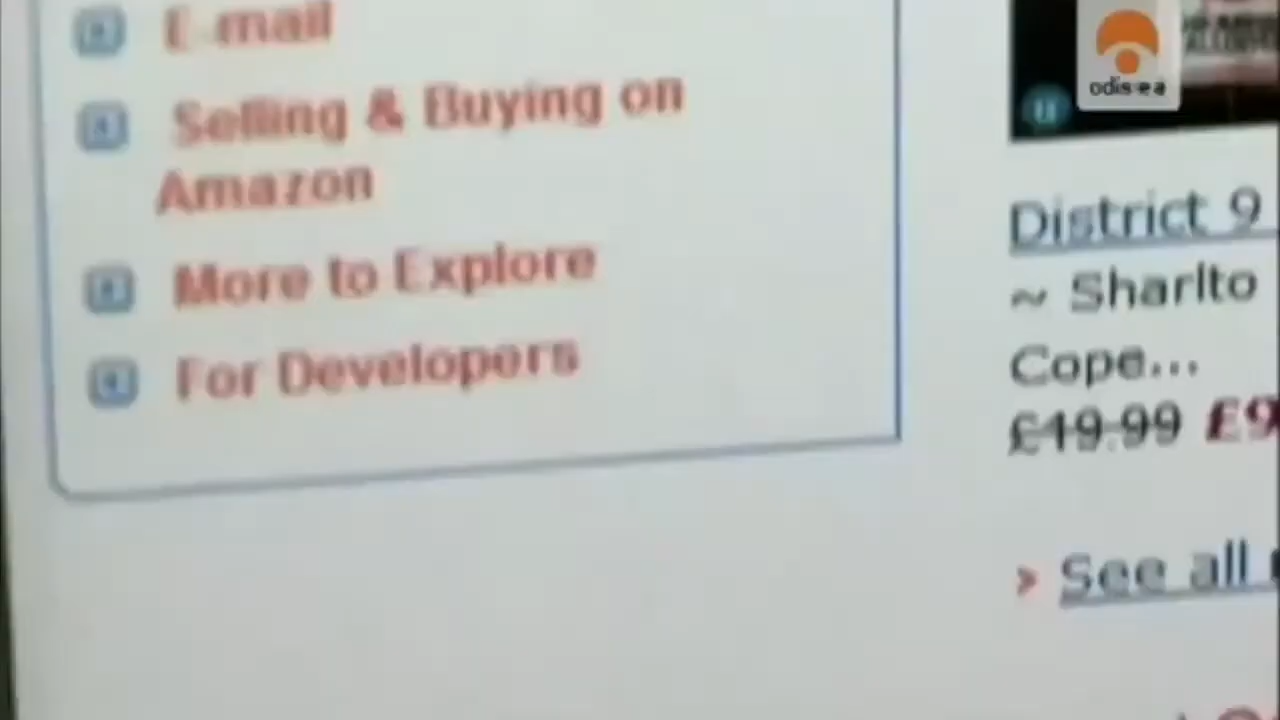 E-mail
Selling & Buying on
Amazon
More to Explore
For Developers
odisea
District 9
~ Sharlto
Cope...
£19.99 £9
See all